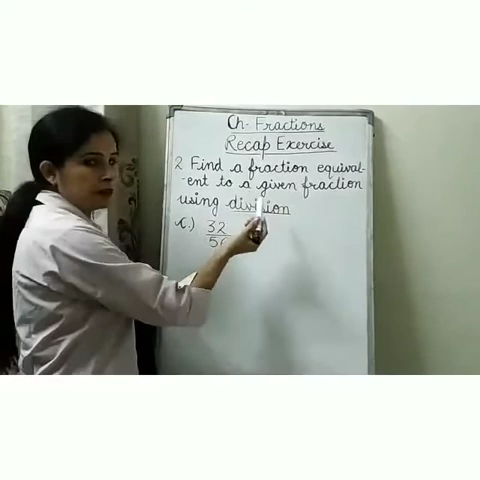 Ch- Fractions
Recap Exercise
2 Find a fraction equival-
-ent to a given fraction
using division
c.) 32